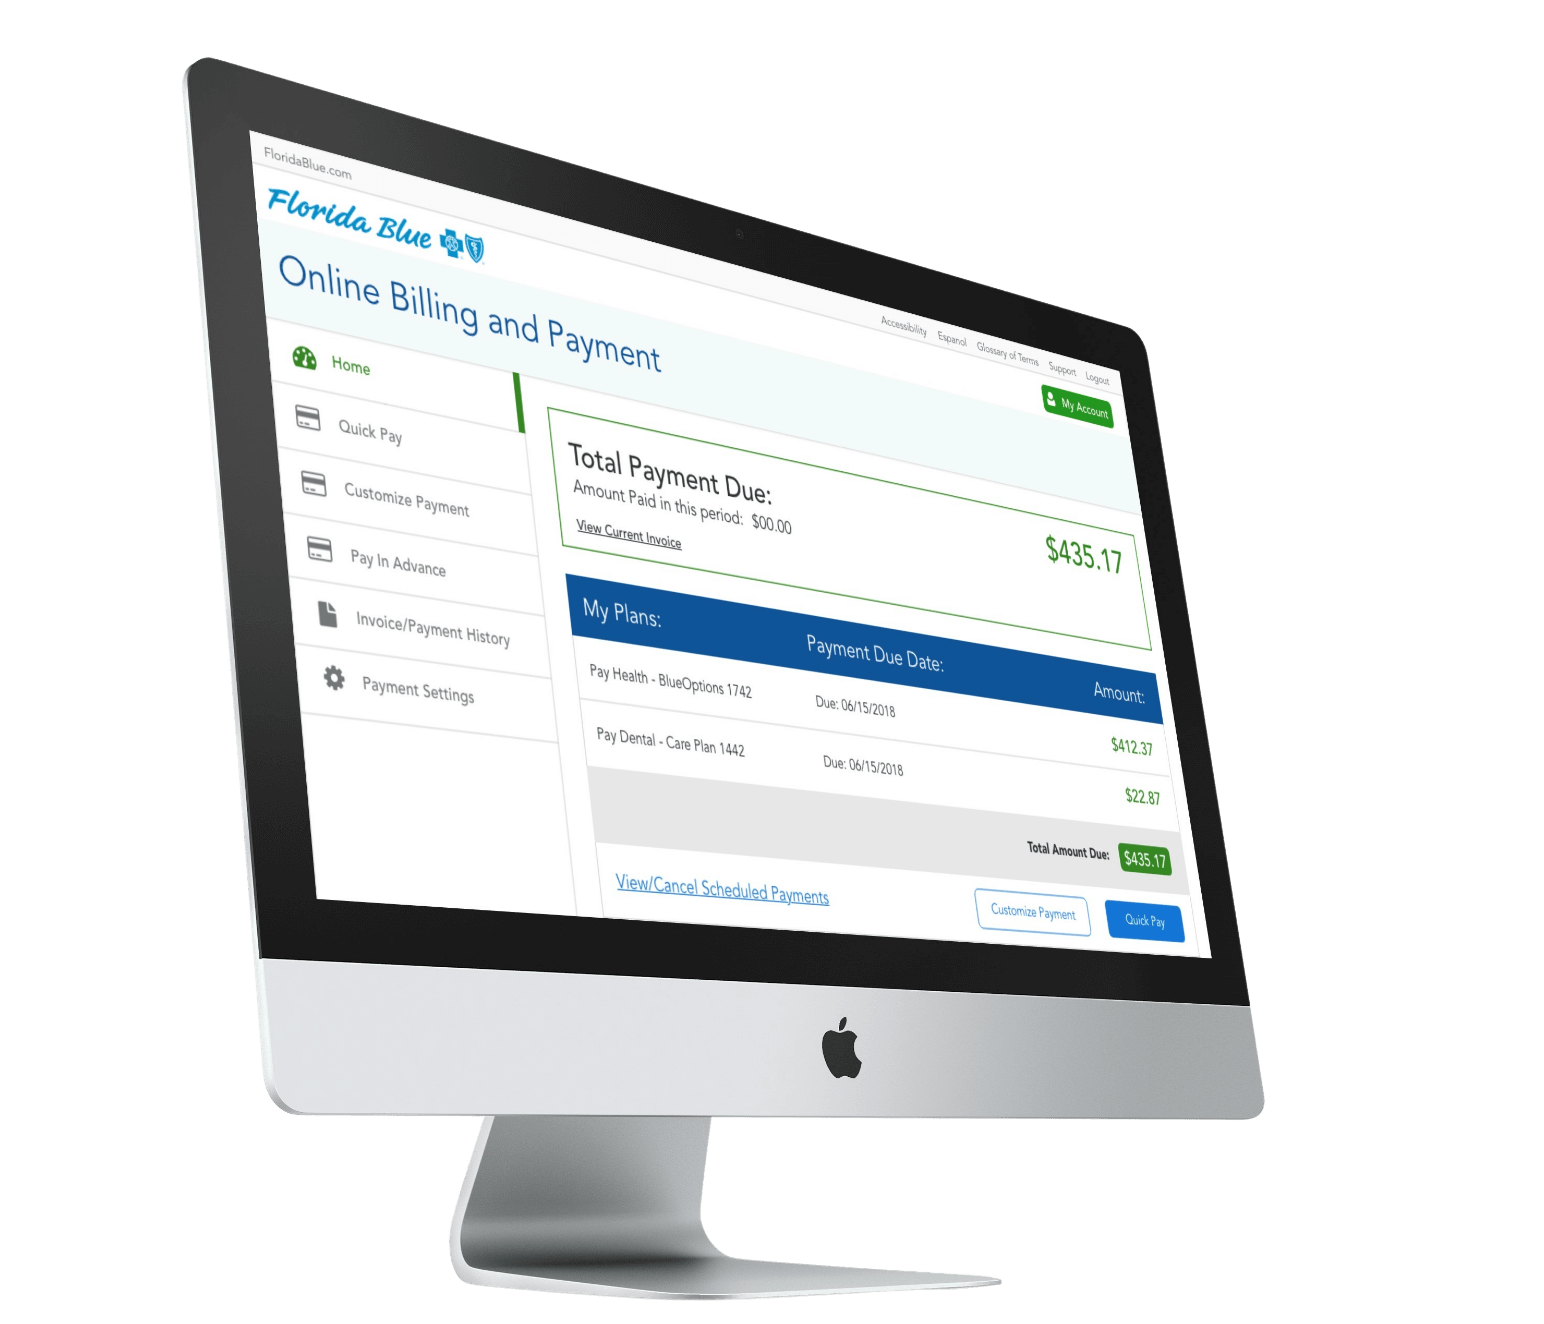 FloridaBlue.com
Accessibility Espanol Glossary of Terms Support Logout
Florida Blue
My Account
Online Billing and Payment
Home
Quick Pay
Customize Payment
Pay In Advance
Invoice/Payment History
Payment Settings
Total Payment Due:
Amount Paid in this period: $00.00
$435.17
View Current Invoice
My Plans: Payment Due Date: Amount:
Pay Health - BlueOptions 1742 Due: 06/15/2018 $412.37
Pay Dental - Care Plan 1442 Due: 06/15/2018 $22.87
Total Amount Due: $435.17
View/Cancel Scheduled Payments Customize Payment Quick Pay